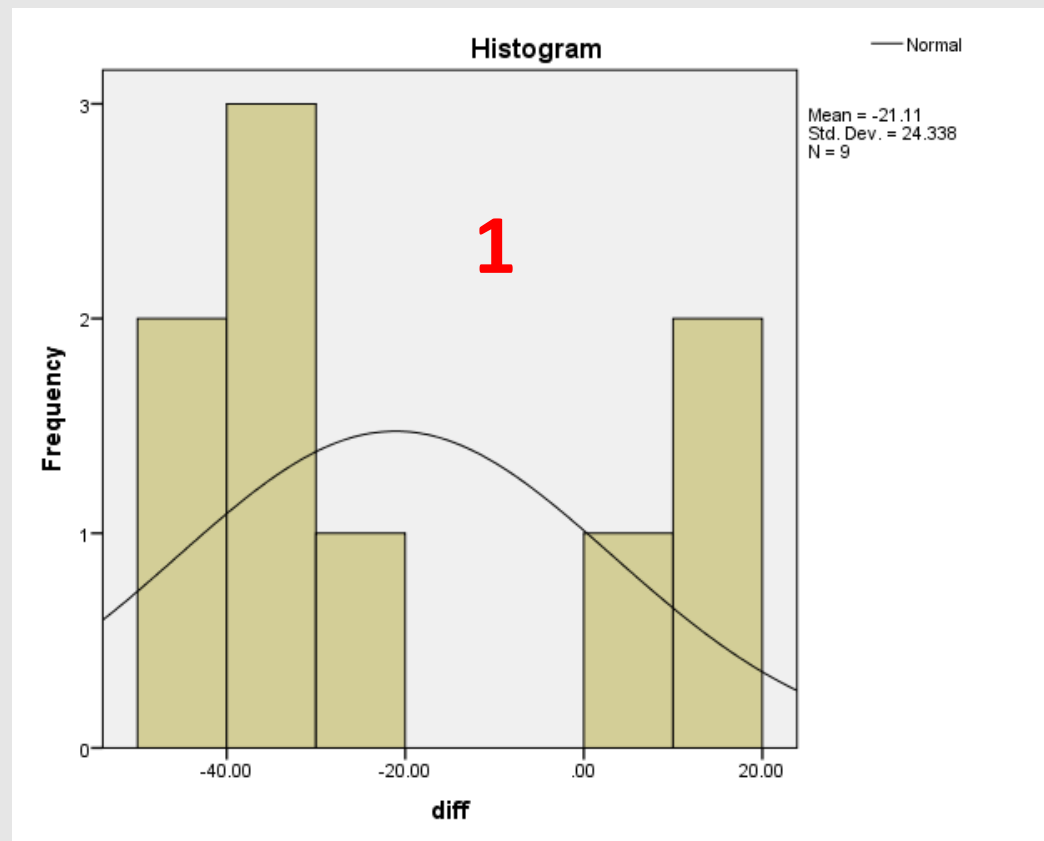 Histogram
Normal
Mean = -21.11
Std. Dev. = 24.338
N = 9
1
3
2
1
0
Frequency
-40.00
-20.00
.00
20.00
diff